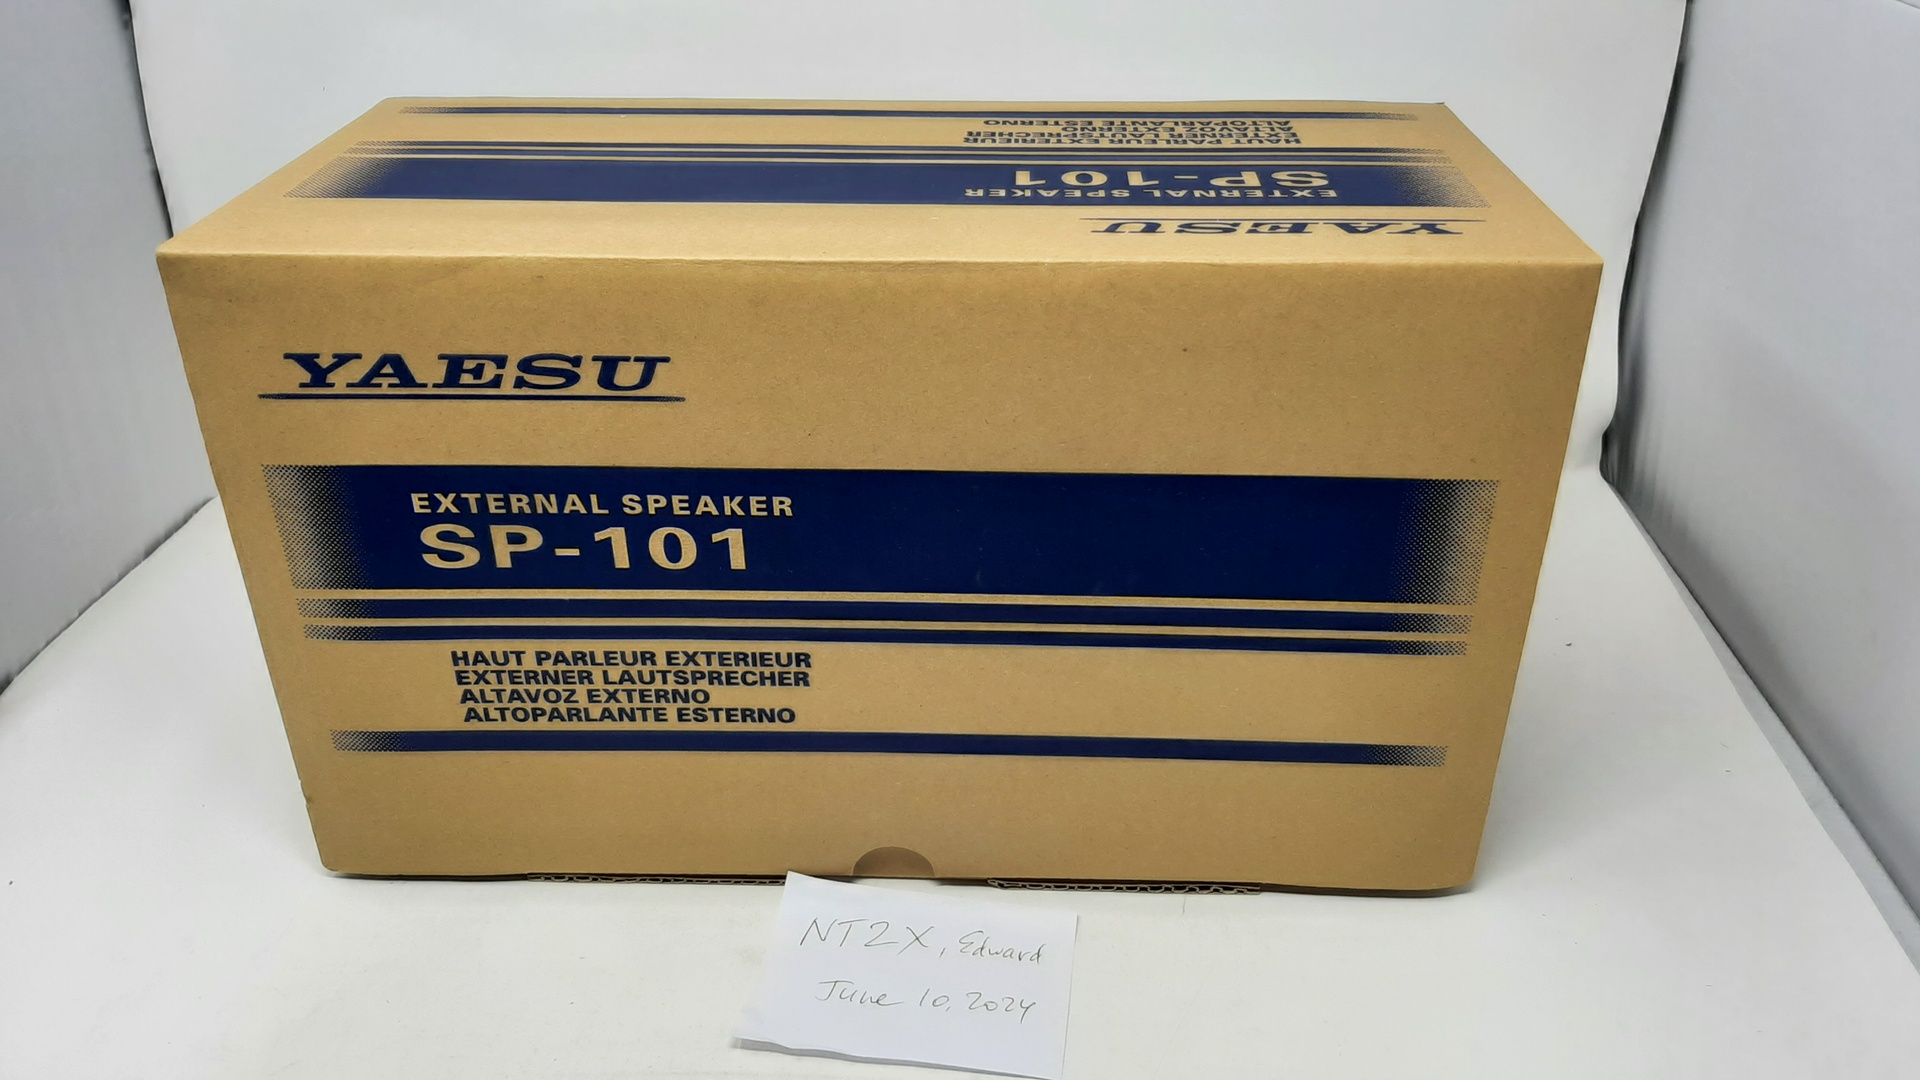 ALTOPARLANTE ESTERNO
ALTAVOZ EXTERNO
EXTERNER LAUTSPRECHER
HAUT PARLEUR EXTERIEUR
SP-101
EXTERNAL SPEAKER
YAESU
YAESU
EXTERNAL SPEAKER
SP-101
HAUT PARLEUR EXTERIEUR
EXTERNER LAUTSPRECHER
ALTAVOZ EXTERNO
ALTOPARLANTE ESTERNO
NT2X, Edward
June 10, 2024